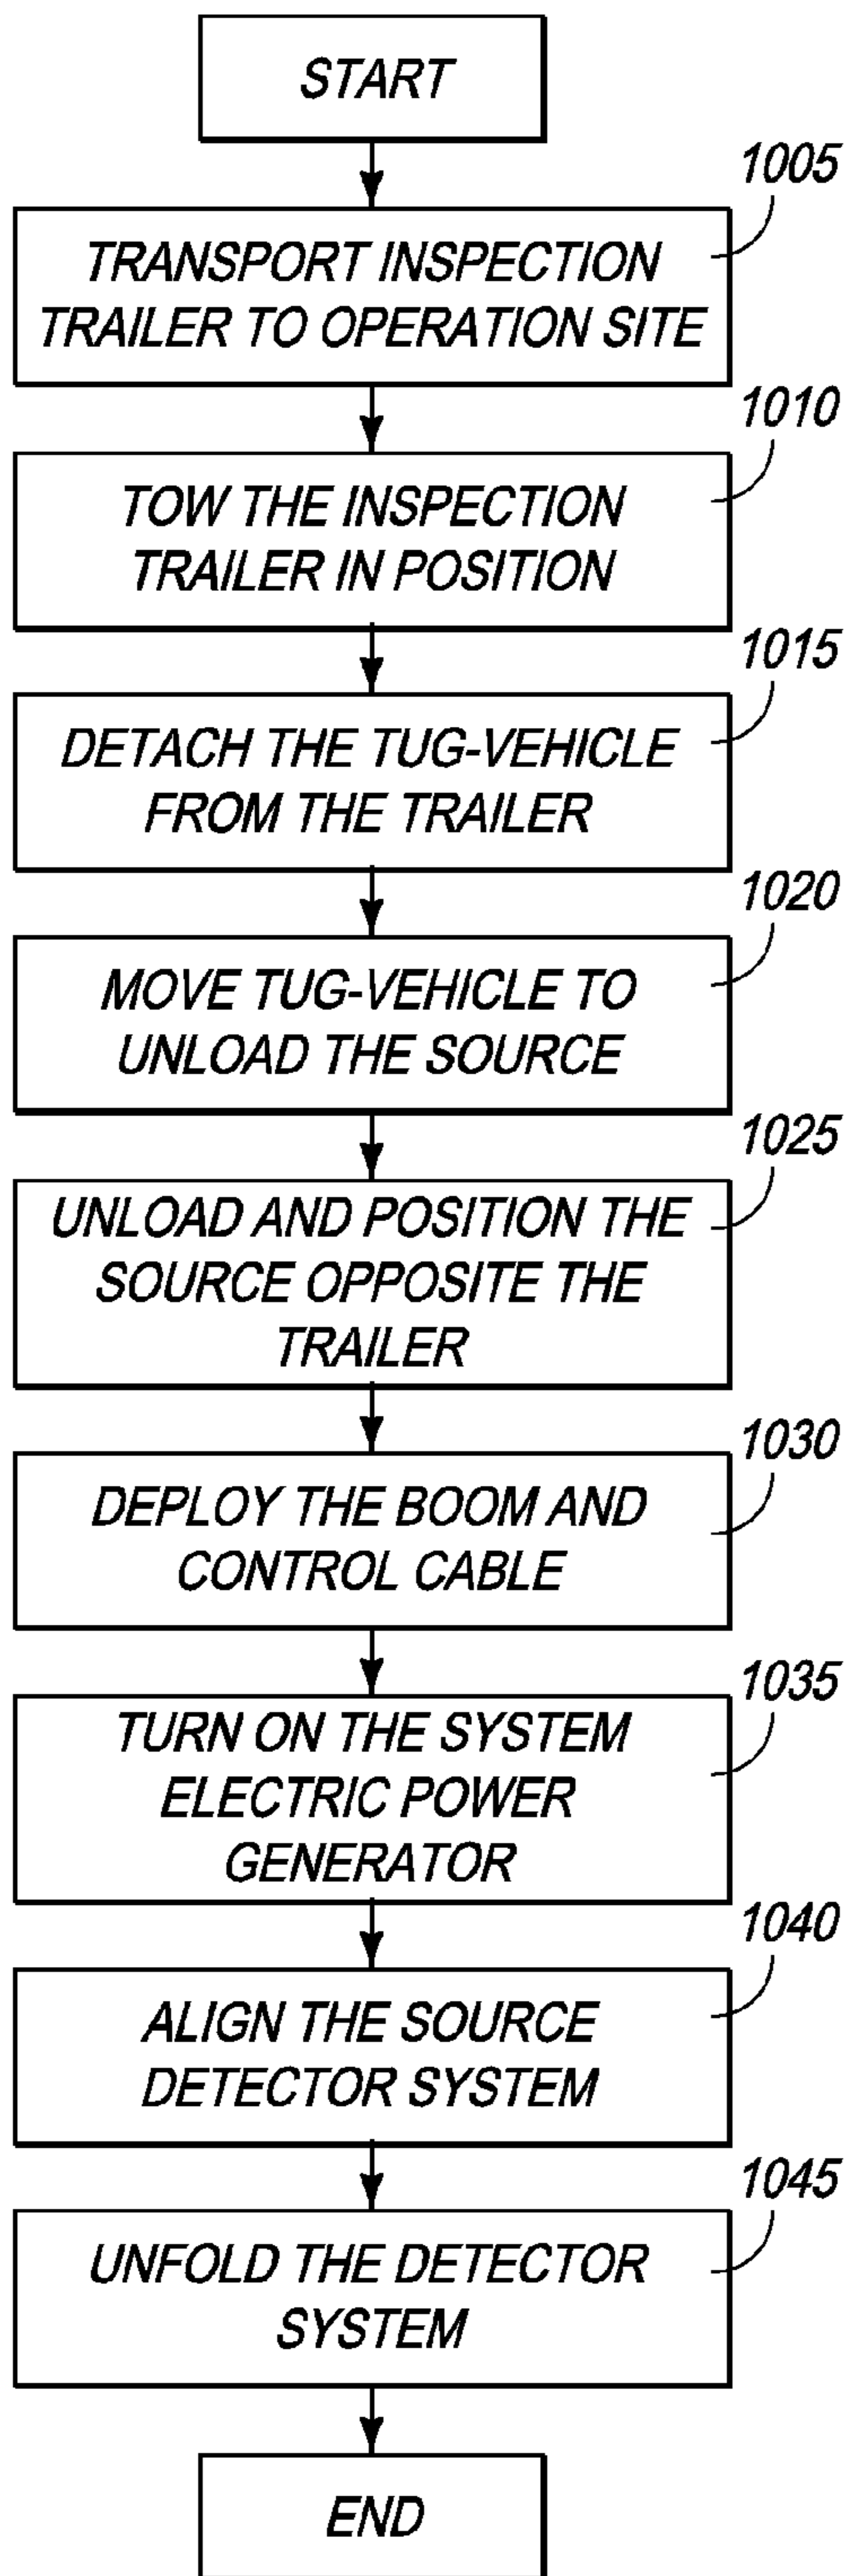 START
1005
TRANSPORT INSPECTION
TRAILER TO OPERATION SITE
1010
TOW THE INSPECTION
TRAILER IN POSITION
1015
DETACH THE TUG-VEHICLE
FROM THE TRAILER
1020
MOVE TUG-VEHICLE TO
UNLOAD THE SOURCE
1025
UNLOAD AND POSITION THE
SOURCE OPPOSITE THE
TRAILER
1030
DEPLOY THE BOOM AND
CONTROL CABLE
1035
TURN ON THE SYSTEM
ELECTRIC POWER
GENERATOR
1040
ALIGN THE SOURCE
DETECTOR SYSTEM
1045
UNFOLD THE DETECTOR
SYSTEM
END